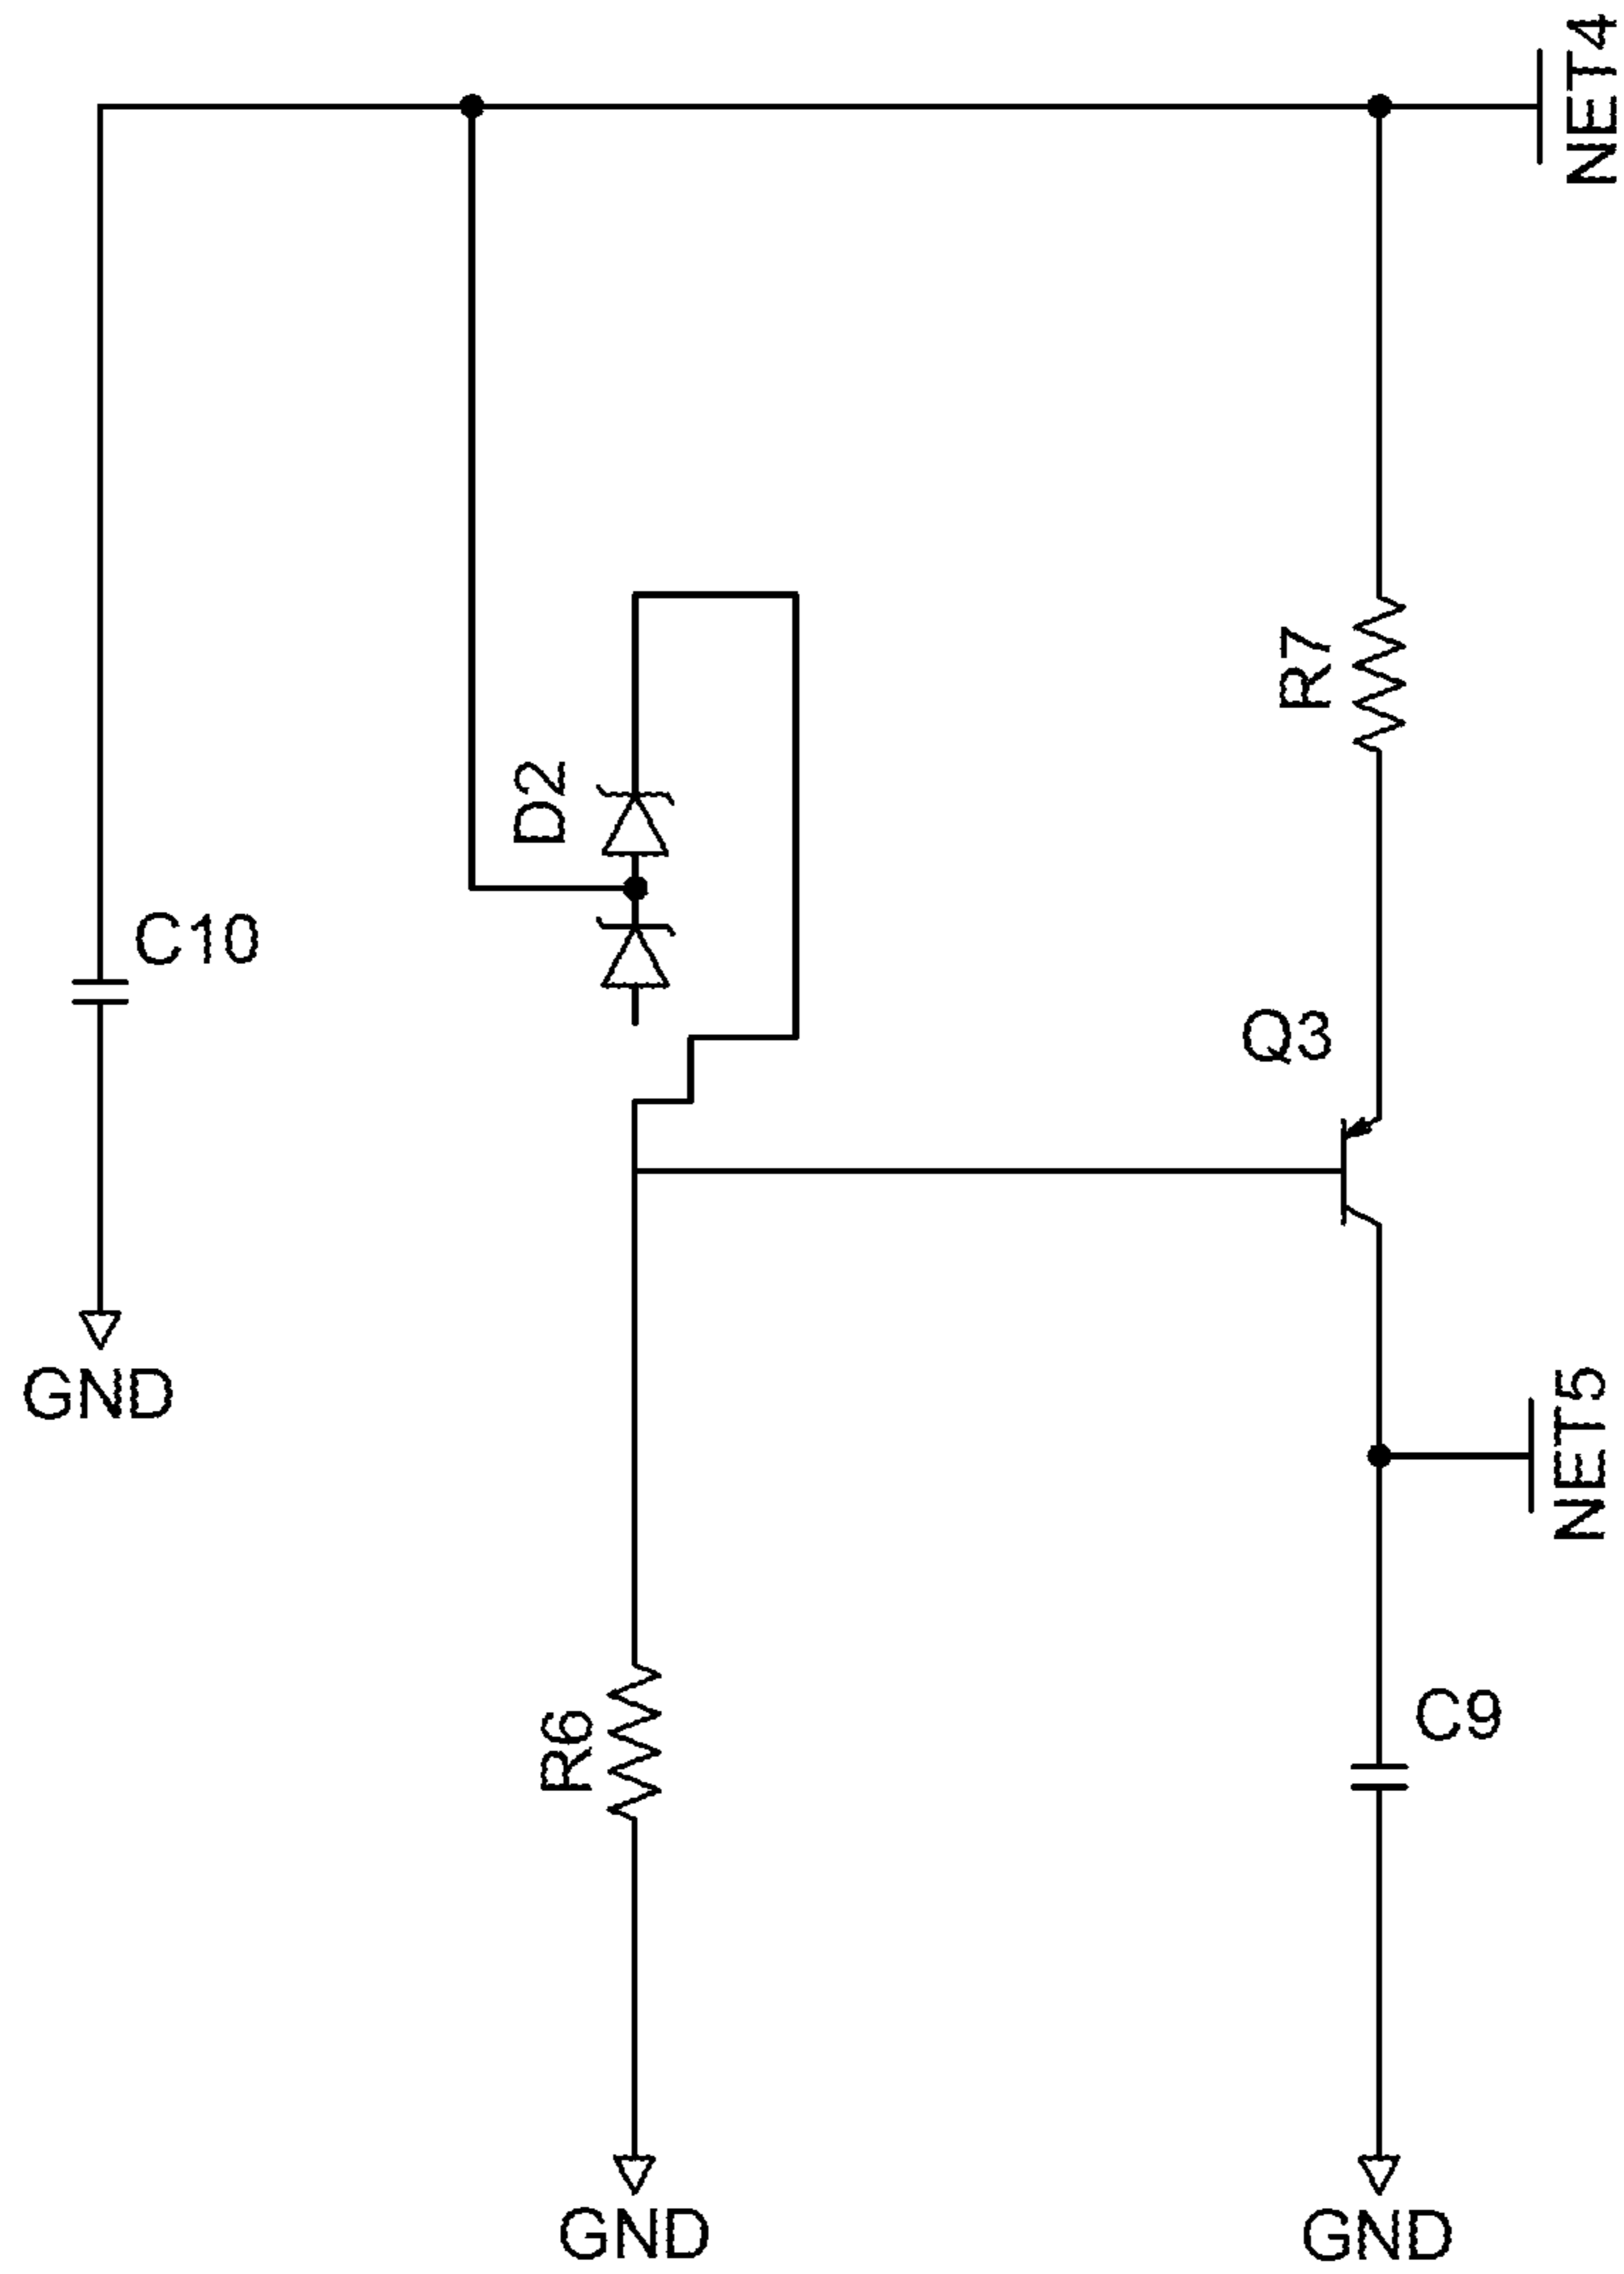 NET4
R7
D2
C10
Q3
GND
NET5
R6
C9
GND
GND